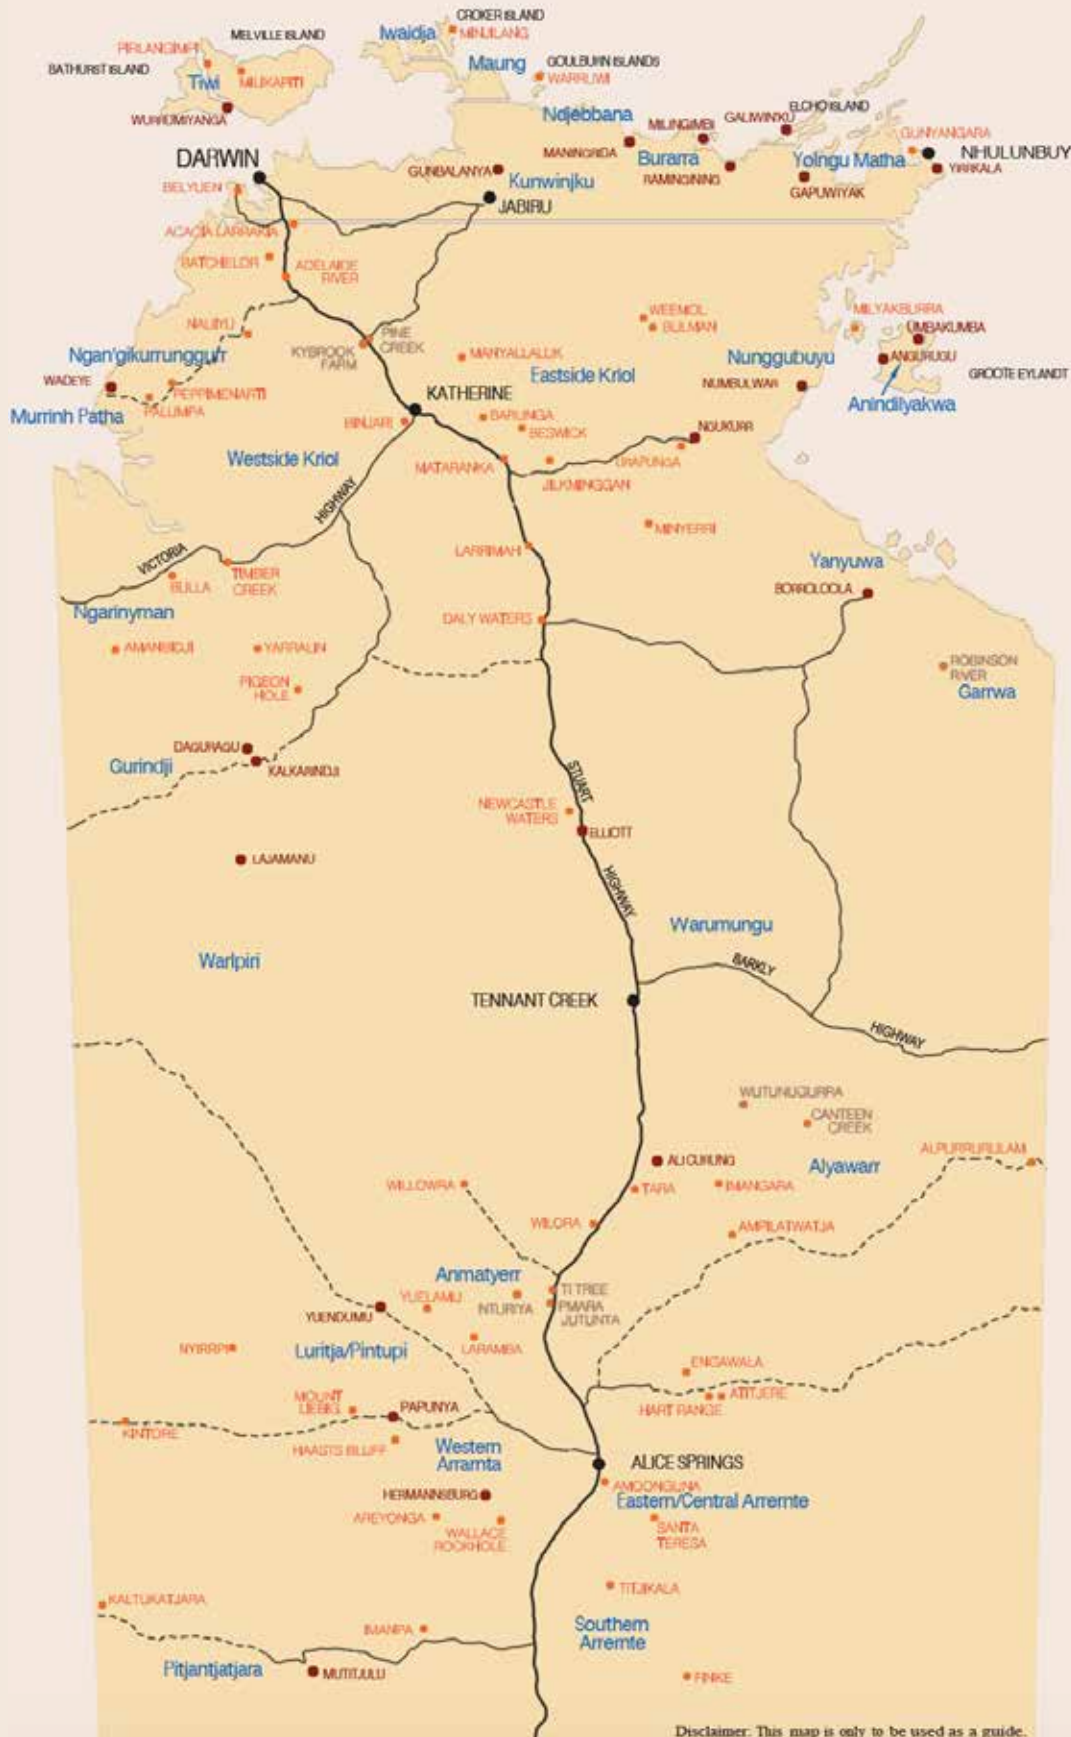 CROKER ISLAND
MINJILANG
Iwaidja
MELVILLE ISLAND
PIRLANGIMPI
BATHURST ISLAND
Tiwi
MILIKAPITI
WURRUMIYANGA
Maung
GOULBURN ISLANDS
WARRUWI
Ndjebbana
MILINGIMBI
GALIWIN'KU
ELCHO ISLAND
GUNYANGARA
NHULUNBUY
YIRRKALA
MANINGRIDA
Burarra
RAMINGINING
Yolngu Matha
GAPUWIYAK
DARWIN
GUNBALANYA
Kunwinjku
JABIRU
BELYUEN
ACACIA LARRAKIA
BATCHELOR
ADELAIDE
RIVER
NAUIYU
Ngan'gikurrunggurr
KYBROOK
FARM
PINE
CREEK
MANYALLALUK
WEEMOL
BULMAN
Eastside Kriol
Nunggubuyu
NUMBULWAR
MILYAKBURRA
UMBAKUMBA
ANGURUGU
GROOTE EYLANDT
Anindilyakwa
WADEYE
PEPPIMENARTI
PALUMPA
Murrinh Patha
KATHERINE
BINJARI
BARUNGA
BESWICK
NGUKURR
URAPUNGA
Westside Kriol
MATARANKA
JILKMINGGAN
MINYERRI
VICTORIA
HIGHWAY
LARRIMAH
BULLA
TIMBER
CREEK
Ngarinyman
Yanyuwa
BORROLOOLA
DALY WATERS
AMANBIDJI
YARRALIN
PIGEON
HOLE
ROBINSON
RIVER
Garrwa
DAGURAGU
KALKARINDJI
Gurindji
STUART
HIGHWAY
NEWCASTLE
WATERS
ELLIOTT
LAJAMANU
Warumungu
Warlpiri
BARKLY
HIGHWAY
TENNANT CREEK
WUTUNUGURRA
CANTEEN
CREEK
ALI CURUNG
Alyawarr
ALPURRURULAM
WILLOWRA
TARA
IMANGARA
WILORA
AMPILATWATJA
Anmatyerr
YUELAMU
NTURIYA
TI TREE
PMARA
JUTUNTA
YUENDUMU
NYIRRPI
Luritja/Pintupi
LARAMBA
ENGAWALA
ATITJERE
HART RANGE
MOUNT
LIEBIG
PAPUNYA
KINTORE
HAASTS BLUFF
Western
Arrarnta
ALICE SPRINGS
AMOONGUNA
HERMANNSBURG
Eastern/Central Arrernte
AREYONGA
WALLACE
ROCKHOLE
SANTA
TERESA
KALTUKATJARA
TITJIKALA
IMANPA
Southern
Arrernte
Pitjantjatjara
MUTITJULU
FINKE
Disclaimer: This map is only to be used as a guide.